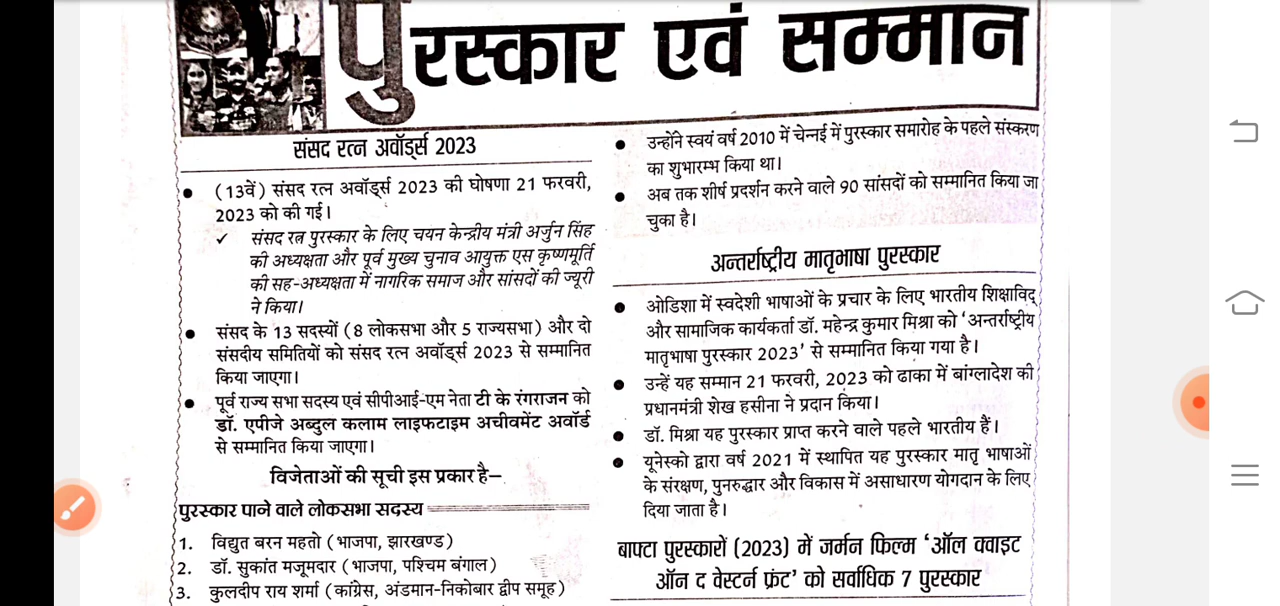 पुरस्कार एवं सम्मान
संसद रत्न अवॉर्ड्स 2023
(13वें) संसद रत्न अवॉर्ड्स 2023 की घोषणा 21 फरवरी,
2023 को की गई।
✓ संसद रत्न पुरस्कार के लिए चयन केन्द्रीय मंत्री अर्जुन सिंह
की अध्यक्षता और पूर्व मुख्य चुनाव आयुक्त एस कृष्णमूर्ति
की सह-अध्यक्षता में नागरिक समाज और सांसदों की ज्यूरी
ने किया।
संसद के 13 सदस्यों (8 लोकसभा और 5 राज्यसभा) और दो
संसदीय समितियों को संसद रत्न अवॉर्ड्स 2023 से सम्मानित
किया जाएगा।
पूर्व राज्य सभा सदस्य एवं सीपीआई-एम नेता टी के रंगराजन को
डॉ. एपीजे अब्दुल कलाम लाइफटाइम अचीवमेंट अवॉर्ड
से सम्मानित किया जाएगा।
विजेताओं की सूची इस प्रकार है–
पुरस्कार पाने वाले लोकसभा सदस्य
1. विद्युत बरन महतो (भाजपा, झारखण्ड)
2. डॉ. सुकांत मजूमदार (भाजपा, पश्चिम बंगाल)
3. कुलदीप राय शर्मा (कांग्रेस, अंडमान-निकोबार द्वीप समूह)
उन्होंने स्वयं वर्ष 2010 में चेन्नई में पुरस्कार समारोह के पहले संस्करण
का शुभारम्भ किया था।
अब तक शीर्ष प्रदर्शन करने वाले 90 सांसदों को सम्मानित किया जा
चुका है।
अन्तर्राष्ट्रीय मातृभाषा पुरस्कार
ओडिशा में स्वदेशी भाषाओं के प्रचार के लिए भारतीय शिक्षाविद्
और सामाजिक कार्यकर्ता डॉ. महेन्द्र कुमार मिश्रा को ‘अन्तर्राष्ट्रीय
मातृभाषा पुरस्कार 2023’ से सम्मानित किया गया है।
उन्हें यह सम्मान 21 फरवरी, 2023 को ढाका में बांग्लादेश की
प्रधानमंत्री शेख हसीना ने प्रदान किया।
डॉ. मिश्रा यह पुरस्कार प्राप्त करने वाले पहले भारतीय हैं।
यूनेस्को द्वारा वर्ष 2021 में स्थापित यह पुरस्कार मातृ भाषाओं
के संरक्षण, पुनरुद्धार और विकास में असाधारण योगदान के लिए
दिया जाता है।
बाफ्टा पुरस्कारों (2023) में जर्मन फिल्म ‘ऑल क्वाइट
ऑन द वेस्टर्न फ्रंट’ को सर्वाधिक 7 पुरस्कार